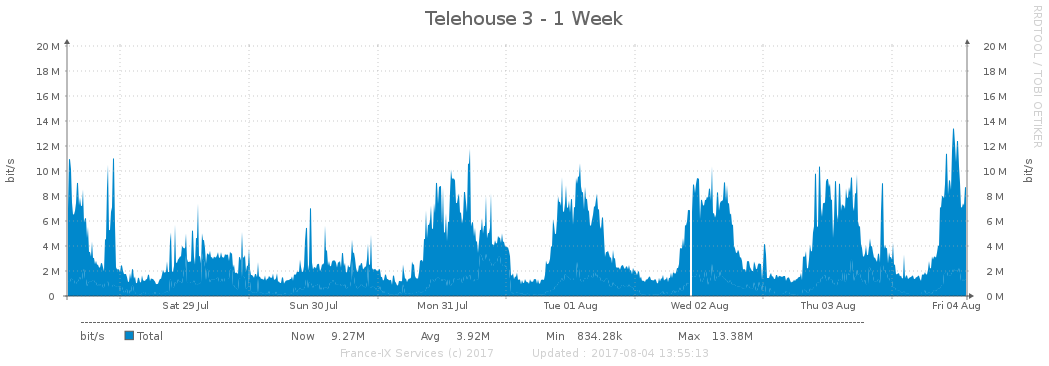 Telehouse 3 - 1 Week
RRDTOOL / TOBI OETIKER
20 M 20 M
18 M 18 M
16 M 16 M
14 M 14 M
12 M 12 M
10 M 10 M
8 M 8 M
6 M 6 M
4 M 4 M
2 M 2 M
0 0 M
bit/s bit/s
Sat 29 Jul Sun 30 Jul Mon 31 Jul Tue 01 Aug Wed 02 Aug Thu 03 Aug Fri 04 Aug
bit/s Total Now 9.27M Avg 3.92M Min 834.28k Max 13.38M
France-IX Services (c) 2017 Updated : 2017-08-04 13:55:13